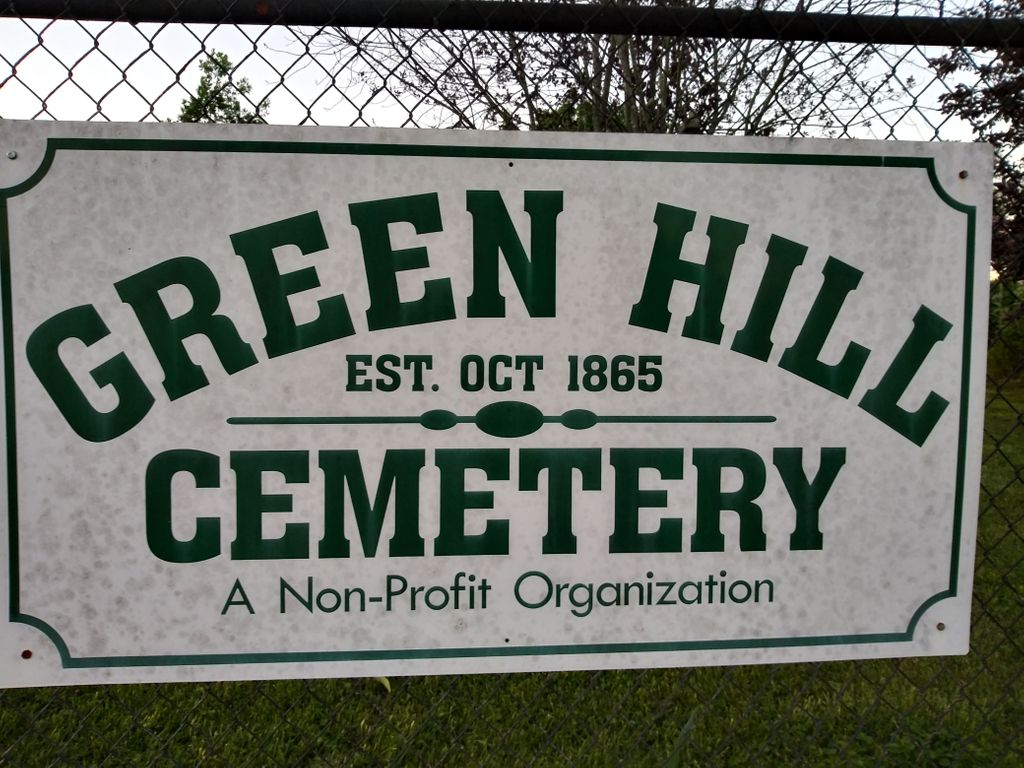 GREEN HILL
EST. OCT 1865
CEMETERY
A Non-Profit Organization